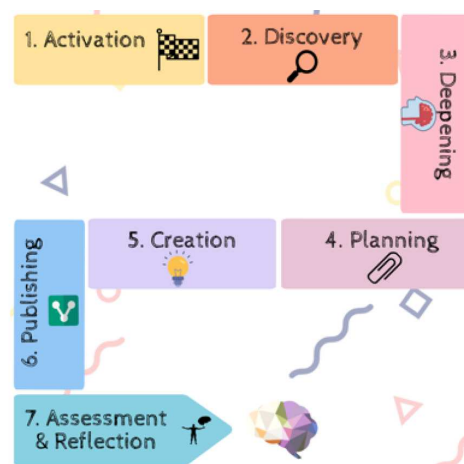 1. Activation
2. Discovery
3. Deepening
4. Planning
5. Creation
6. Publishing
7. Assessment
& Reflection